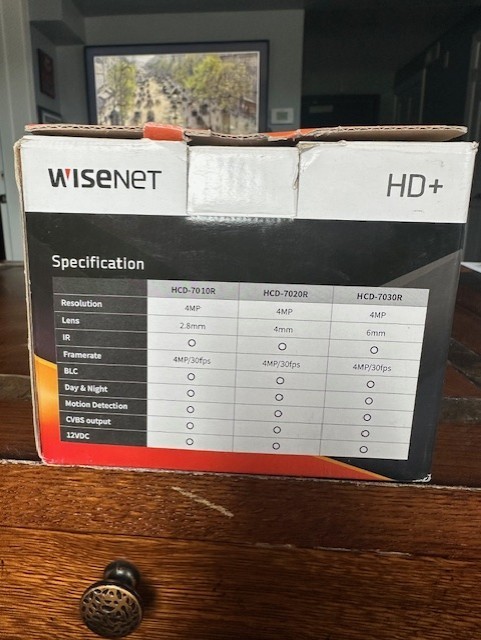 WISENET
HD+
Specification
HCD-7010R HCD-7020R HCD-7030R
Resolution 4MP 4MP 4MP
Lens 2.8mm 4mm 6mm
IR O O O
Framerate 4MP/30fps 4MP/30fps 4MP/30fps
BLC O O O
Day & Night O O O
Motion Detection O O O
CVBS output O O O
12VDC O O O